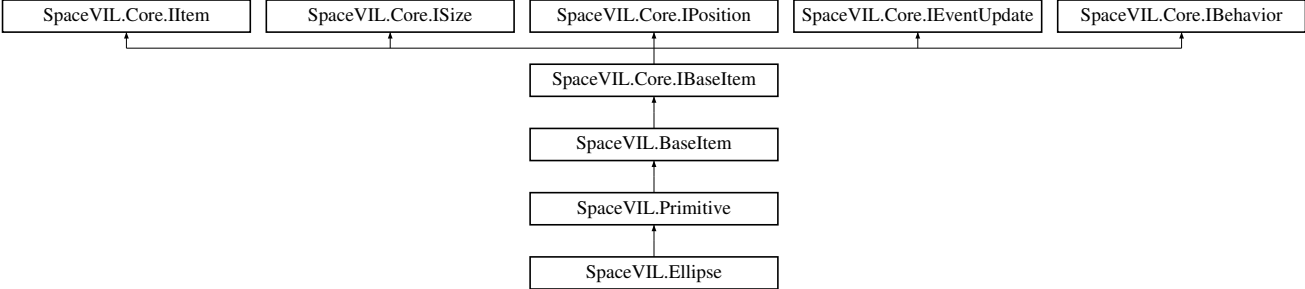 SpaceVIL.Core.IItem
SpaceVIL.Core.ISize
SpaceVIL.Core.IPosition
SpaceVIL.Core.IEventUpdate
SpaceVIL.Core.IBehavior
SpaceVIL.Core.IBaseItem
SpaceVIL.BaseItem
SpaceVIL.Primitive
SpaceVIL.Ellipse